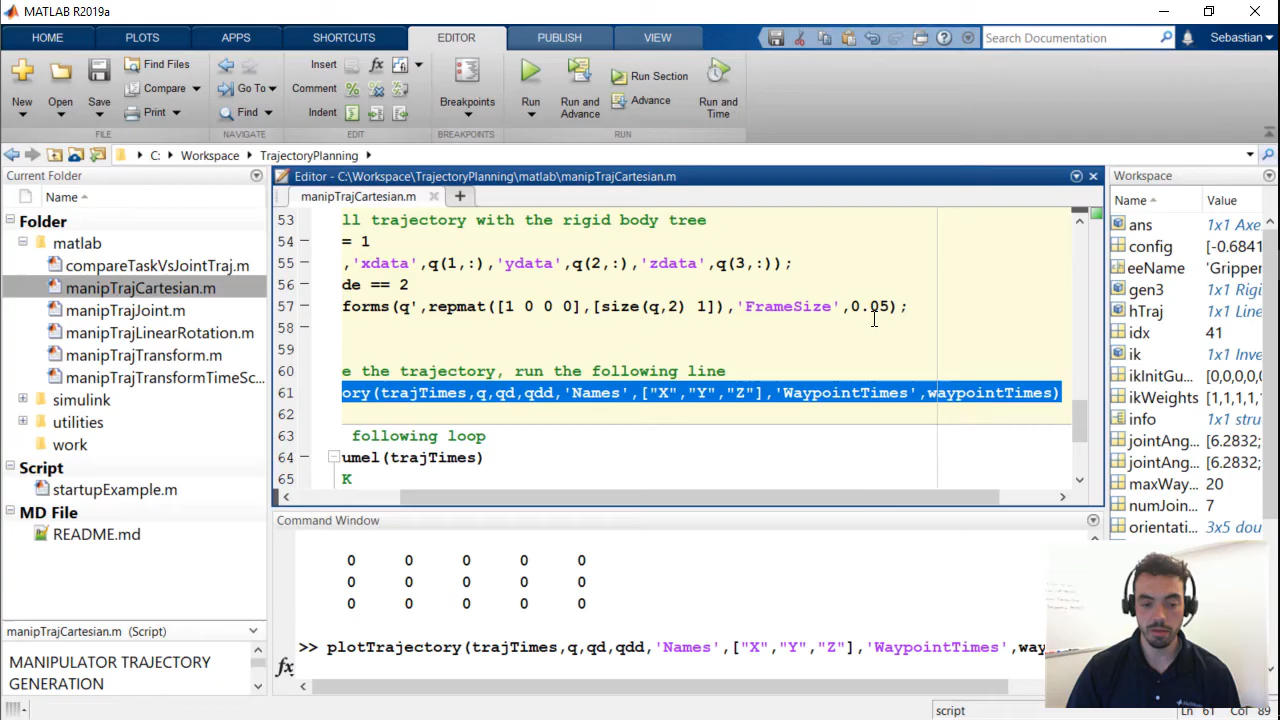 MATLAB R2019a
HOME PLOTS APPS SHORTCUTS EDITOR PUBLISH VIEW Search Documentation Sebastian
New Open Save Find Files Compare Print Go To Find Insert Comment Indent fx Breakpoints Run Run and Advance Run Section Advance Run and Time
FILE NAVIGATE EDIT BREAKPOINTS RUN
C: Workspace TrajectoryPlanning
Current Folder
Name
Folder
matlab
compareTaskVsJointTraj.m
manipTrajCartesian.m
manipTrajJoint.m
manipTrajLinearRotation.m
manipTrajTransform.m
manipTrajTransformTimeSc...
simulink
utilities
work
Script
startupExample.m
MD File
README.md
manipTrajCartesian.m (Script)
MANIPULATOR TRAJECTORY
GENERATION
Editor - C:\Workspace\TrajectoryPlanning\matlab\manipTrajCartesian.m
manipTrajCartesian.m
53 ll trajectory with the rigid body tree
54 — = 1
55 — ,'xdata',q(1,:),'ydata',q(2,:),'zdata',q(3,:));
56 — de == 2
57 — forms(q',repmat([1 0 0 0],[size(q,2) 1]),'FrameSize',0.05);
58 —
59
60 e the trajectory, run the following line
61 — ory(trajTimes,q,qd,qdd,'Names',["X","Y","Z"],'WaypointTimes',waypointTimes)
62
63 following loop
64 — umel(trajTimes)
65 K
Command Window
0 0 0 0 0
0 0 0 0 0
0 0 0 0 0
fx >> plotTrajectory(trajTimes,q,qd,qdd,'Names',["X","Y","Z"],'WaypointTimes',way
Workspace
Name Value
ans 1x1 Axe
config [-0.6841
eeName 'Gripper
gen3 1x1 Rigi
hTraj 1x1 Line
idx 41
ik 1x1 Inve
ikInitGu... [0,0,0,0,
ikWeights [1,1,1,1,
info 1x1 stru
jointAng... [6.2832;
jointAng... [6.2832;
maxWay... 20
numJoin... 7
orientati... 3x5 dou
script Ln 61 Col 89